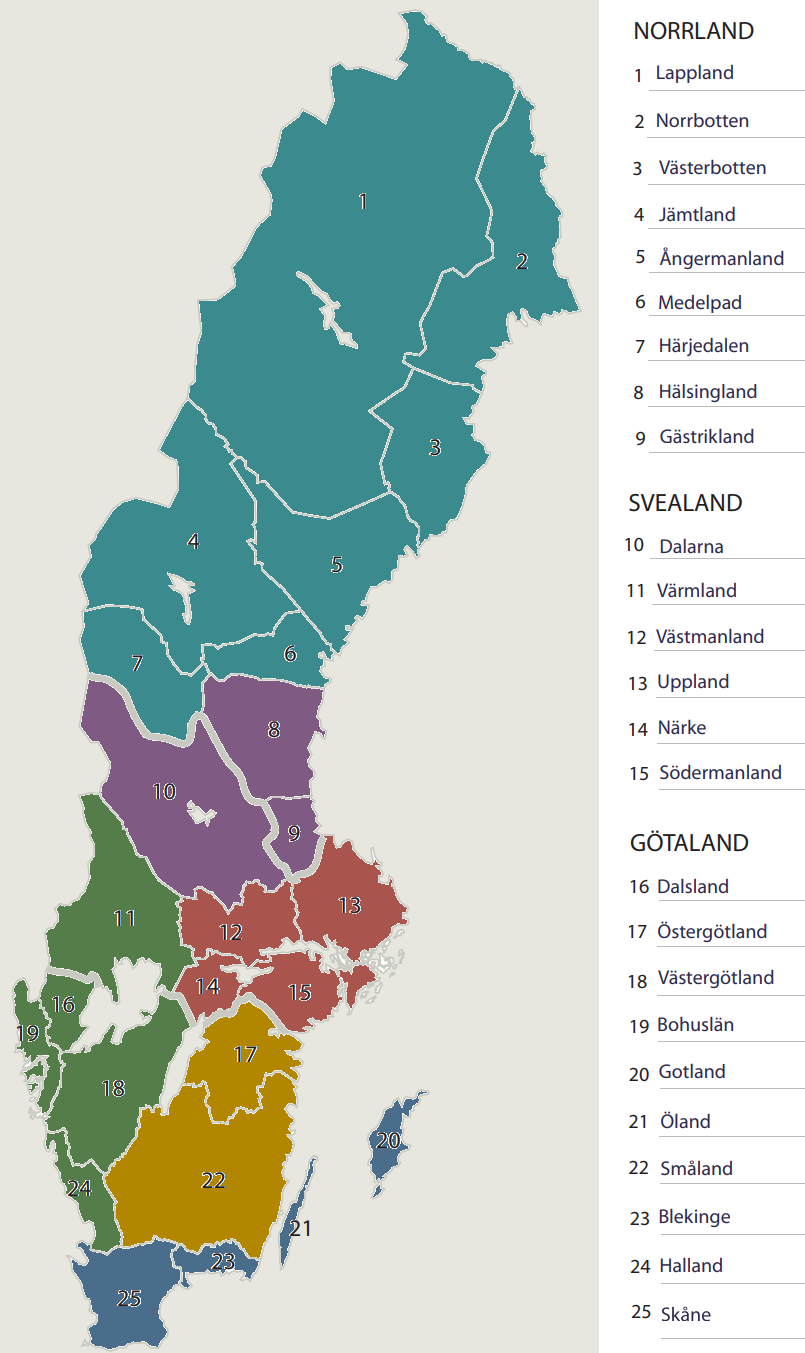 NORRLAND
1 Lappland
2 Norrbotten
3 Västerbotten
4 Jämtland
5 Ångermanland
6 Medelpad
7 Härjedalen
8 Hälsingland
9 Gästrikland
SVEALAND
10 Dalarna
11 Värmland
12 Västmanland
13 Uppland
14 Närke
15 Södermanland
GÖTALAND
16 Dalsland
17 Östergötland
18 Västergötland
19 Bohuslän
20 Gotland
21 Öland
22 Småland
23 Blekinge
24 Halland
25 Skåne
1
2
3
4
5
6
7
8
10
9
13
11
12
14
15
16
19
17
18
20
22
24
21
23
25